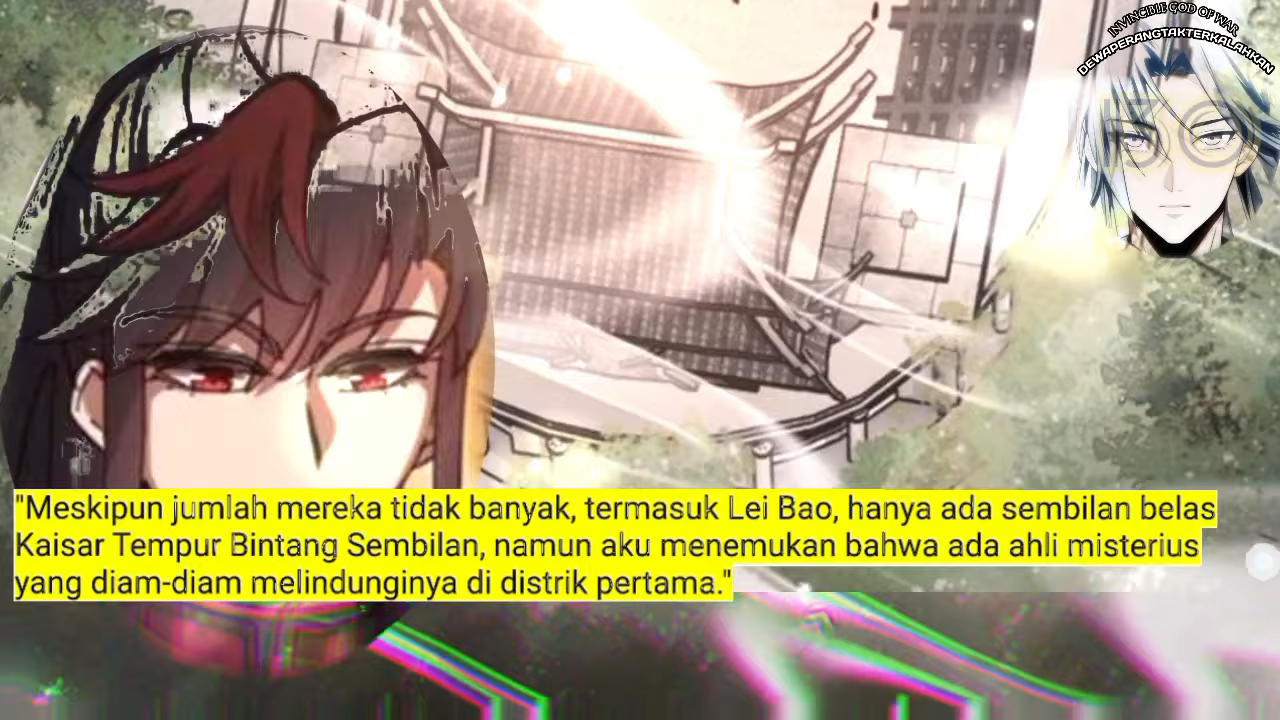 INVINCIBLE GOD OF WAR
DEWAPERANGTAKTERKALAHKAN
"Meskipun jumlah mereka tidak banyak, termasuk Lei Bao, hanya ada sembilan belas
Kaisar Tempur Bintang Sembilan, namun aku menemukan bahwa ada ahli misterius
yang diam-diam melindunginya di distrik pertama."